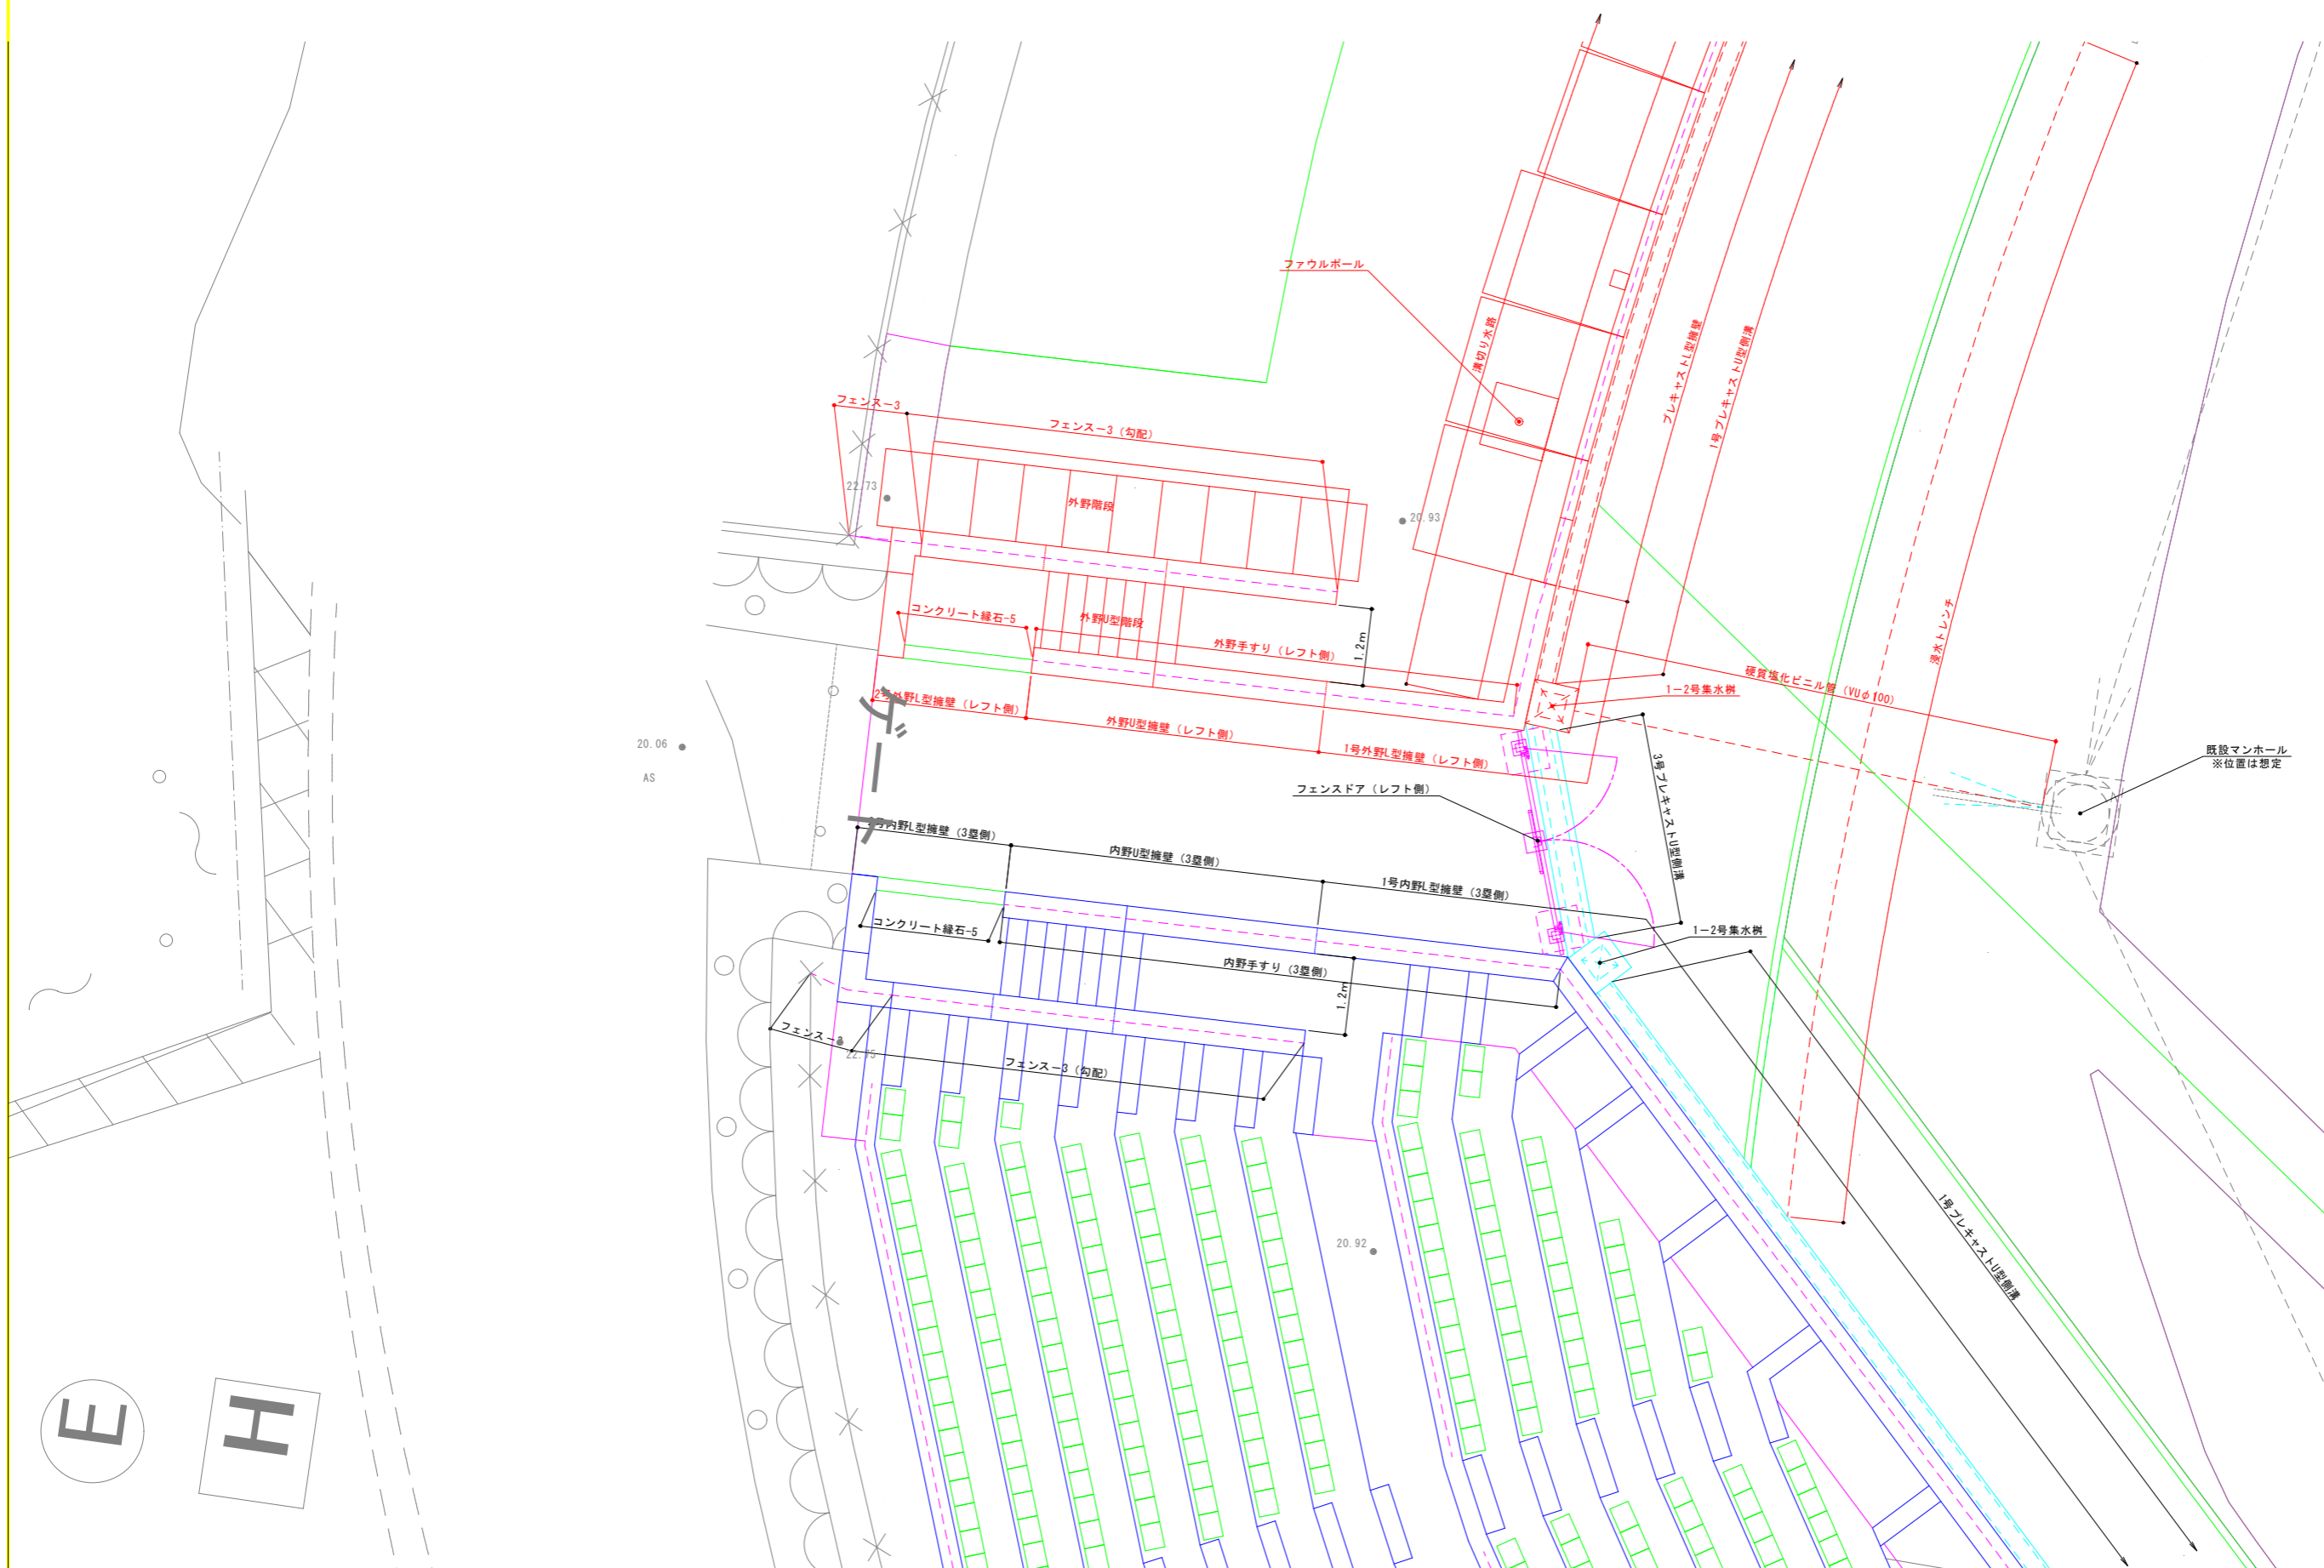 ファウルポール
溝切り水路
プレキャストL型擁壁
1号プレキャストU型側溝
フェンス－3
フェンス－3（勾配）
22.73
外野階段
20.93
コンクリート縁石-5
外野U型階段
外野手すり（レフト側）
1.2m
浸水トレンチ
硬質塩化ビニル管（VUφ100）
1－2号集水桝
2号外野L型擁壁（レフト側）
外野U型擁壁（レフト側）
1号外野L型擁壁（レフト側）
20.06
AS
既設マンホール
※位置は想定
3号プレキャストU型側溝
フェンスドア（レフト側）
2号内野L型擁壁（3塁側）
内野U型擁壁（3塁側）
1号内野L型擁壁（3塁側）
コンクリート縁石-5
1－2号集水桝
内野手すり（3塁側）
1.2m
フェンス－3
フェンス－3（勾配）
20.92
1号プレキャストU型側溝
E
H